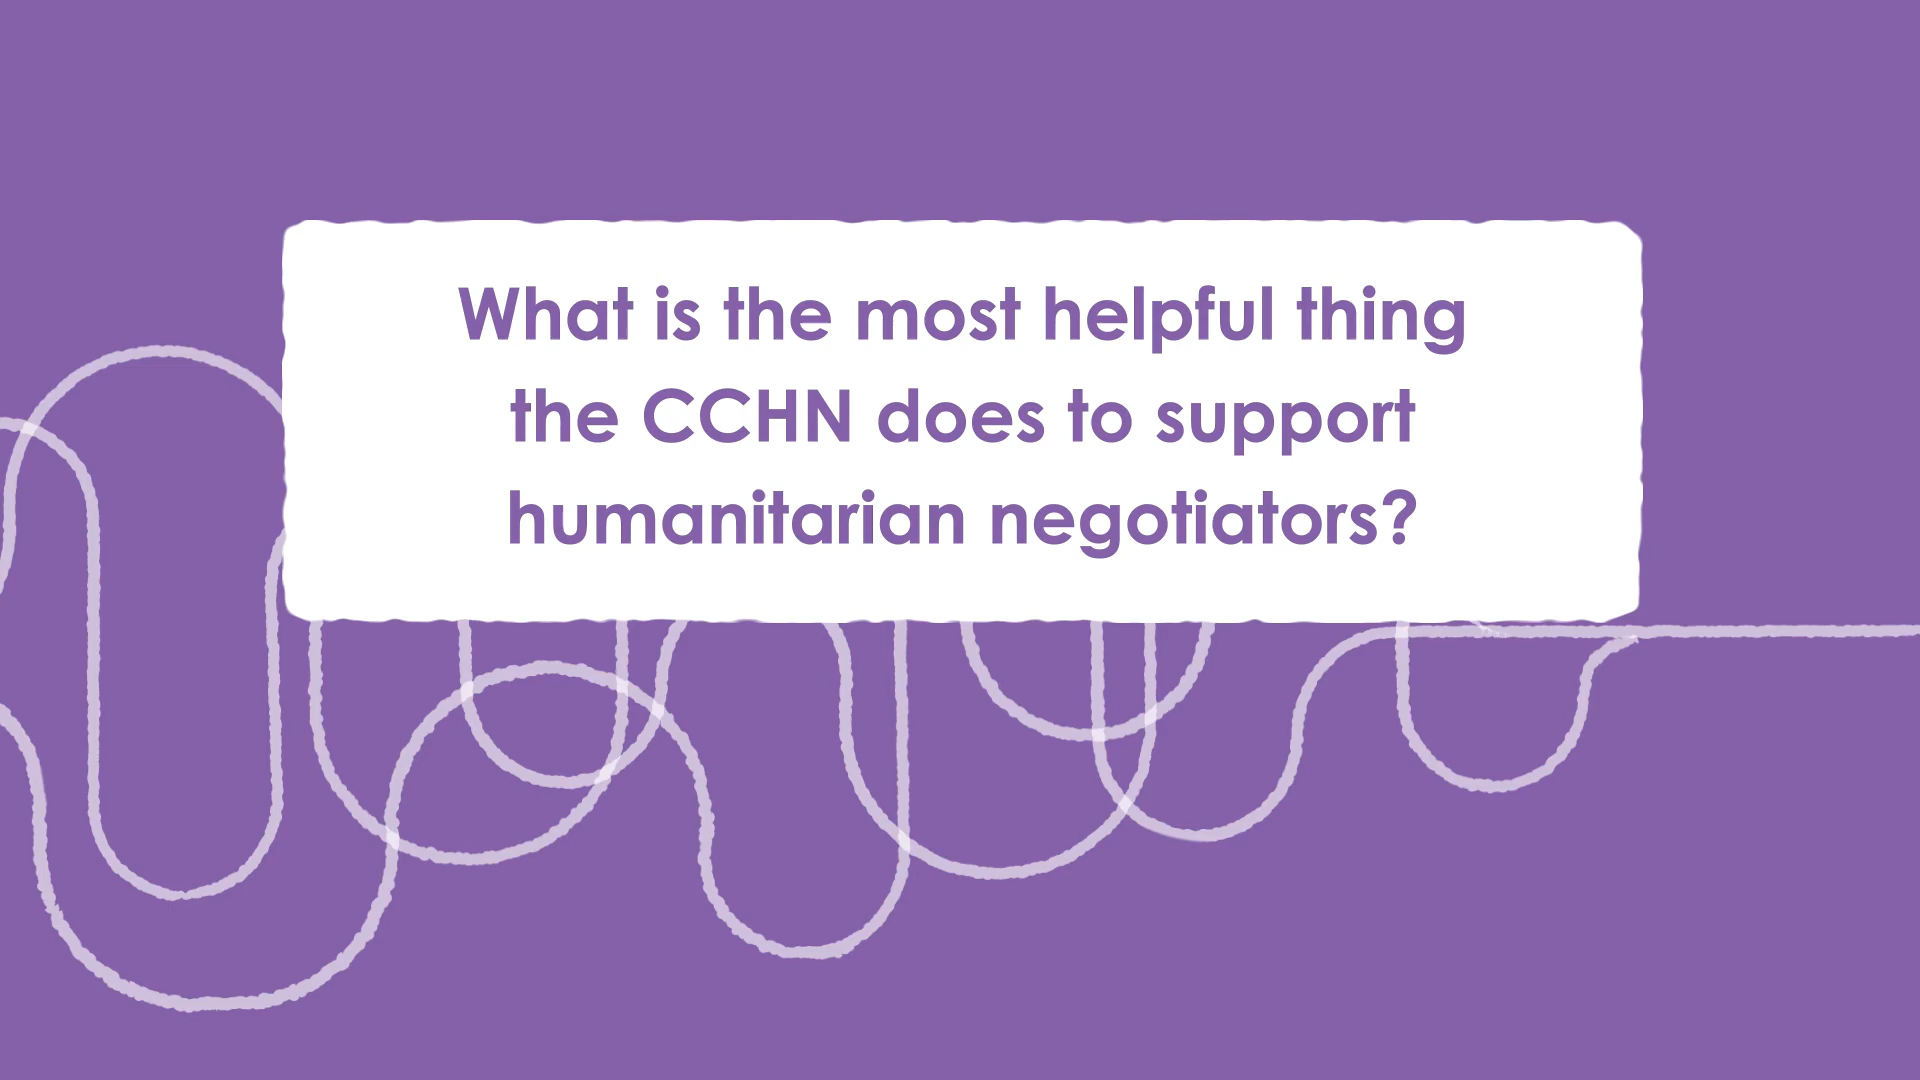 What is the most helpful thing
the CCHN does to support
humanitarian negotiators?